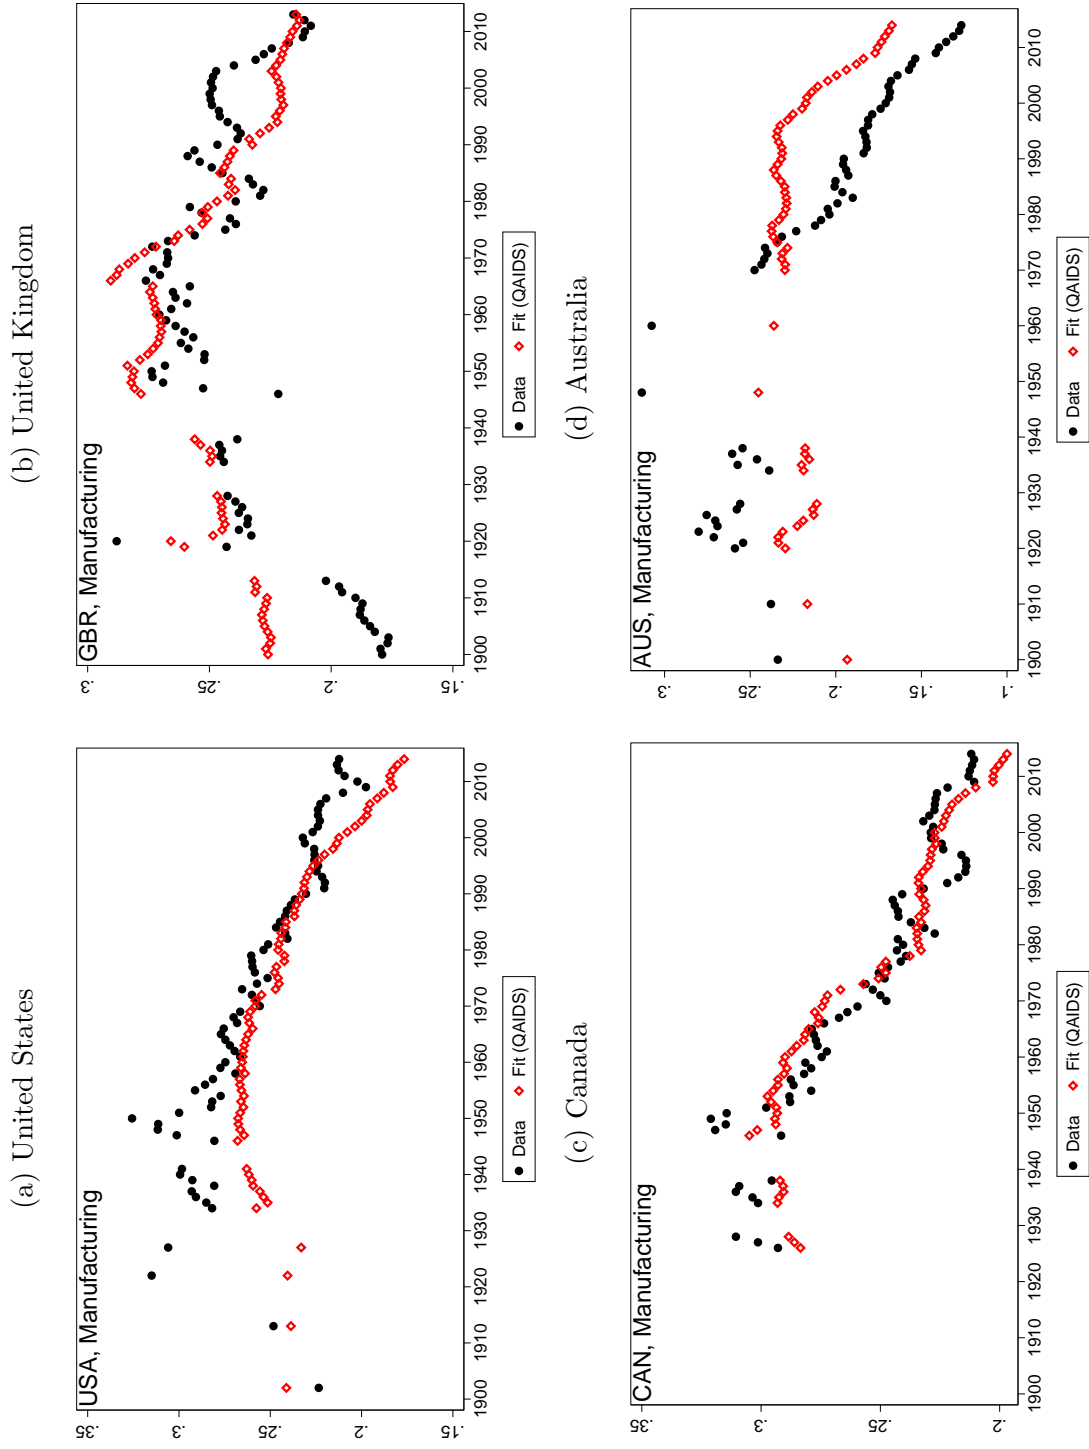 (a) United States
USA, Manufacturing
.35
.3
.25
.2
.15
1900 1910 1920 1930 1940 1950 1960 1970 1980 1990 2000 2010
Data Fit (QAIDS)
(b) United Kingdom
GBR, Manufacturing
.3
.25
.2
.15
1900 1910 1920 1930 1940 1950 1960 1970 1980 1990 2000 2010
Data Fit (QAIDS)
(c) Canada
CAN, Manufacturing
.35
.3
.25
.2
1900 1910 1920 1930 1940 1950 1960 1970 1980 1990 2000 2010
Data Fit (QAIDS)
(d) Australia
AUS, Manufacturing
.3
.25
.2
.15
.1
1900 1910 1920 1930 1940 1950 1960 1970 1980 1990 2000 2010
Data Fit (QAIDS)